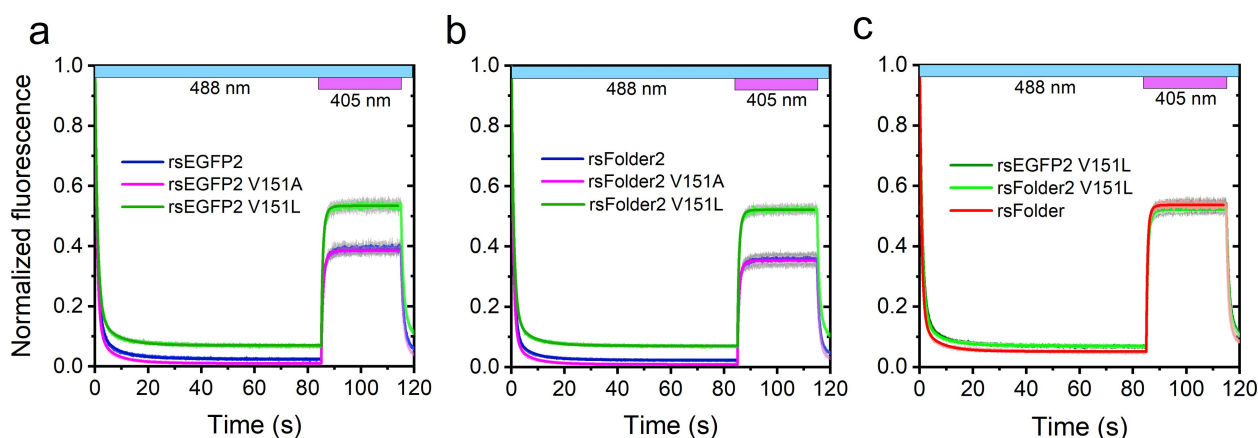 a
1.0
0.8
0.6
0.4
0.2
0.0
Normalized fluorescence
488 nm
405 nm
rsEGFP2
rsEGFP2 V151A
rsEGFP2 V151L
0 20 40 60 80 100 120
Time (s)
b
1.0
0.8
0.6
0.4
0.2
0.0
488 nm
405 nm
rsFolder2
rsFolder2 V151A
rsFolder2 V151L
0 20 40 60 80 100 120
Time (s)
c
1.0
0.8
0.6
0.4
0.2
0.0
488 nm
405 nm
rsEGFP2 V151L
rsFolder2 V151L
rsFolder
0 20 40 60 80 100 120
Time (s)